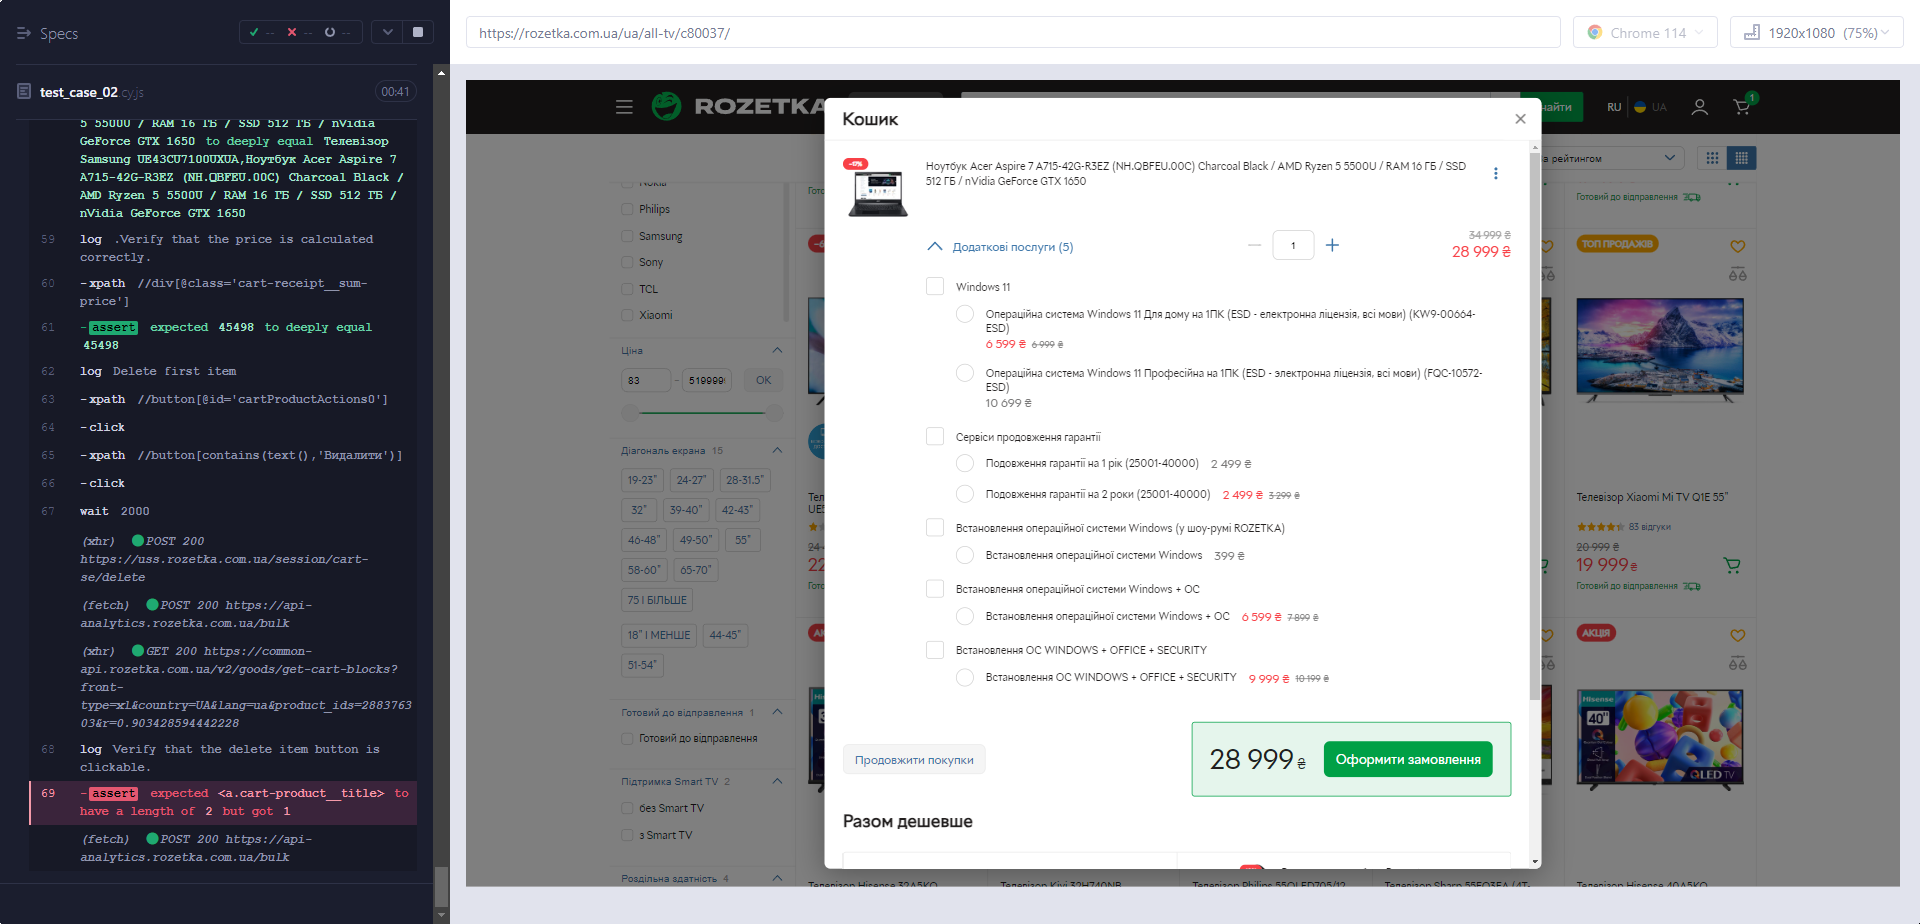 Specs
-- -- --
test_case_02.cy.js 00:41
5 5500U / RAM 16 ГБ / SSD 512 ГБ / nVidia
GeForce GTX 1650 to deeply equal Телевізор
Samsung UE43CU7100UXUA,Ноутбук Acer Aspire 7
A715-42G-R3EZ (NH.QBFEU.00C) Charcoal Black /
AMD Ryzen 5 5500U / RAM 16 ГБ / SSD 512 ГБ /
nVidia GeForce GTX 1650
59 log .Verify that the price is calculated
correctly.
60 -xpath //div[@class='cart-receipt__sum-
price']
61 -assert expected 45498 to deeply equal
45498
62 log Delete first item
63 -xpath //button[@id='cartProductActions0']
64 -click
65 -xpath //button[contains(text(),'Видалити')]
66 -click
67 wait 2000
(xhr) POST 200
https://uss.rozetka.com.ua/session/cart-
se/delete
(fetch) POST 200 https://api-
analytics.rozetka.com.ua/bulk
(xhr) GET 200 https://common-
api.rozetka.com.ua/v2/goods/get-cart-blocks?
front-
type=xl&country=UA&lang=ua&product_ids=2883763
03&r=0.903428594442228
68 log Verify that the delete item button is
clickable.
69 -assert expected <a.cart-product__title> to
have a length of 2 but got 1
(fetch) POST 200 https://api-
analytics.rozetka.com.ua/bulk
https://rozetka.com.ua/ua/all-tv/c80037/
Chrome 114
1920x1080 (75%)
ROZETKA
найти
RU UA
1
Nokia
Philips
Samsung
Sony
TCL
Xiaomi
Ціна
83 - 519999 OK
Діагональ екрана 15
19-23" 24-27" 28-31.5"
32" 39-40" 42-43"
46-48" 49-50" 55"
58-60" 65-70"
75 І БІЛЬШЕ
18" І МЕНШЕ 44-45"
51-54"
Готовий до відправлення 1
Готовий до відправлення
Підтримка Smart TV 2
без Smart TV
з Smart TV
Роздільна здатність 4
Кошик
-17%
Ноутбук Acer Aspire 7 A715-42G-R3EZ (NH.QBFEU.00C) Charcoal Black / AMD Ryzen 5 5500U / RAM 16 ГБ / SSD
512 ГБ / nVidia GeForce GTX 1650
Додаткові послуги (5)
1
34 999 ₴
28 999 ₴
Windows 11
Операційна система Windows 11 Для дому на 1ПК (ESD - електронна ліцензія, всі мови) (KW9-00664-
ESD)
6 599 ₴ 6 999 ₴
Операційна система Windows 11 Професійна на 1ПК (ESD - электронна ліцензія, всі мови) (FQC-10572-
ESD)
10 699 ₴
Сервіси продовження гарантії
Подовження гарантії на 1 рік (25001-40000) 2 499 ₴
Подовження гарантії на 2 роки (25001-40000) 2 499 ₴ 3 299 ₴
Встановлення операційної системи Windows (у шоу-румі ROZETKA)
Встановлення операційної системи Windows 399 ₴
Встановлення операційної системи Windows + ОС
Встановлення операційної системи Windows + ОС 6 599 ₴ 7 899 ₴
Встановлення ОС WINDOWS + OFFICE + SECURITY
Встановлення ОС WINDOWS + OFFICE + SECURITY 9 999 ₴ 10 199 ₴
Продовжити покупки
28 999 ₴
Оформити замовлення
Разом дешевше
за рейтингом
Готовий до відправлення
ТОП ПРОДАЖІВ
Телевізор Xiaomi Mi TV Q1E 55"
83 відгуки
20 999 ₴
19 999 ₴
Готовий до відправлення
АКЦІЯ
Hisense
40"
QLED TV
Телевізор Hisense 32A5KQ
Телевізор Kivi 32H740NB
Телевізор Philips 55OLED705/12
Телевізор Sharp 55FQ3EA (4T-
Телевізор Hisense 40A5KQ